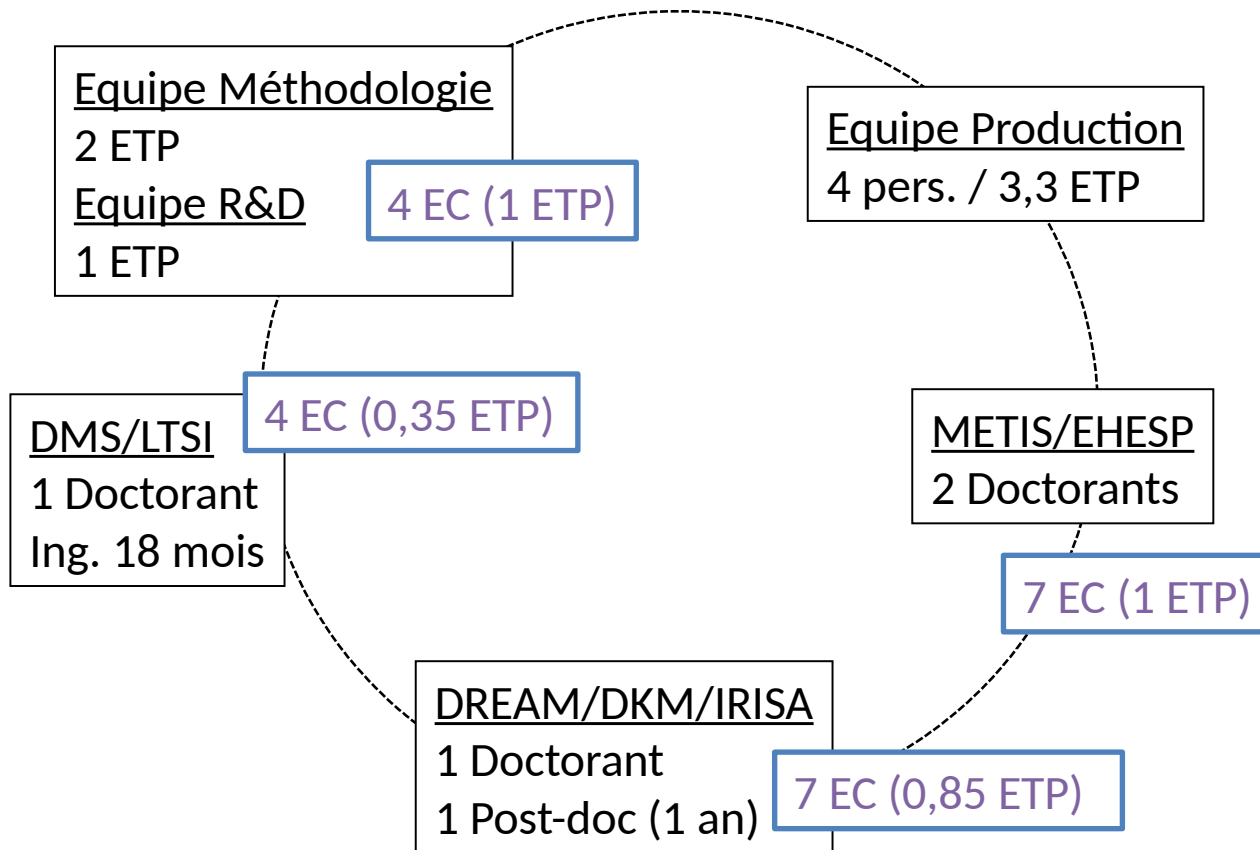 Equipe Méthodologie
2 ETP
Equipe R&D
1 ETP
4 EC (1 ETP)
Equipe Production
4 pers. / 3,3 ETP
4 EC (0,35 ETP)
DMS/LTSI
1 Doctorant
Ing. 18 mois
METIS/EHESP
2 Doctorants
7 EC (1 ETP)
DREAM/DKM/IRISA
1 Doctorant
1 Post-doc (1 an)
7 EC (0,85 ETP)